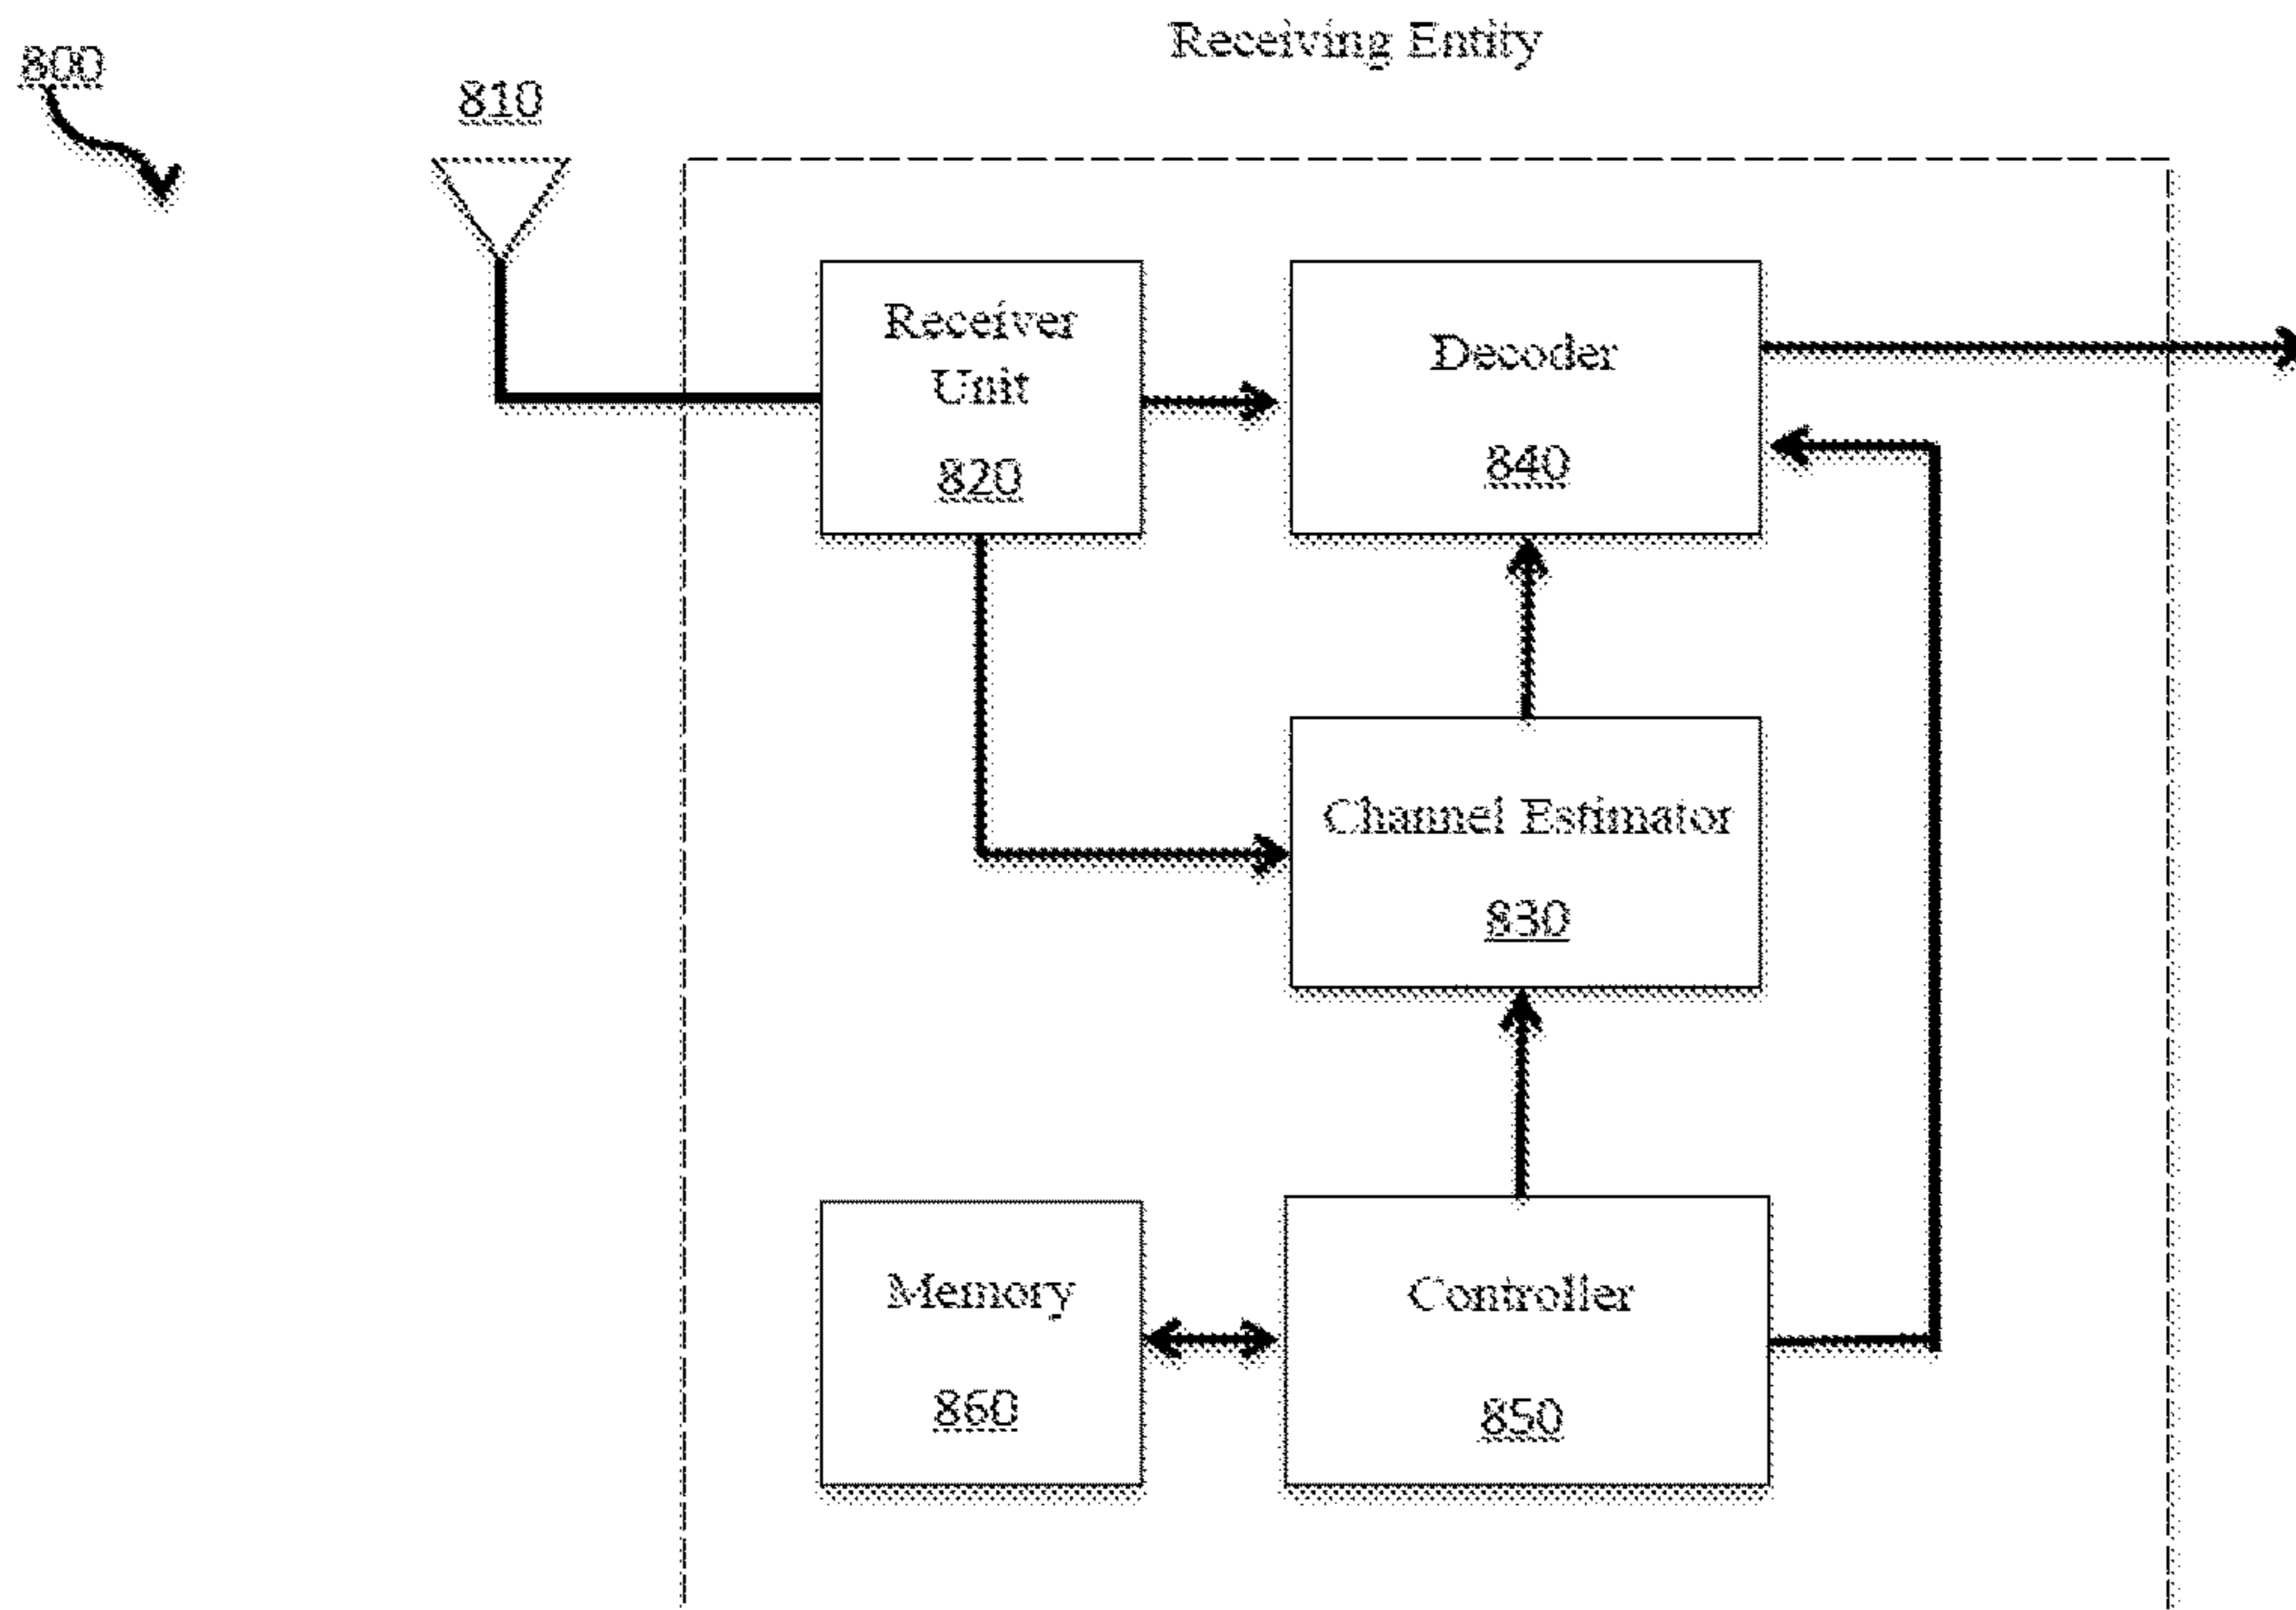 Receiving Entity
800
810
Receiver
Unit
820
Decoder
840
Channel Estimator
830
Memory
860
Controller
850